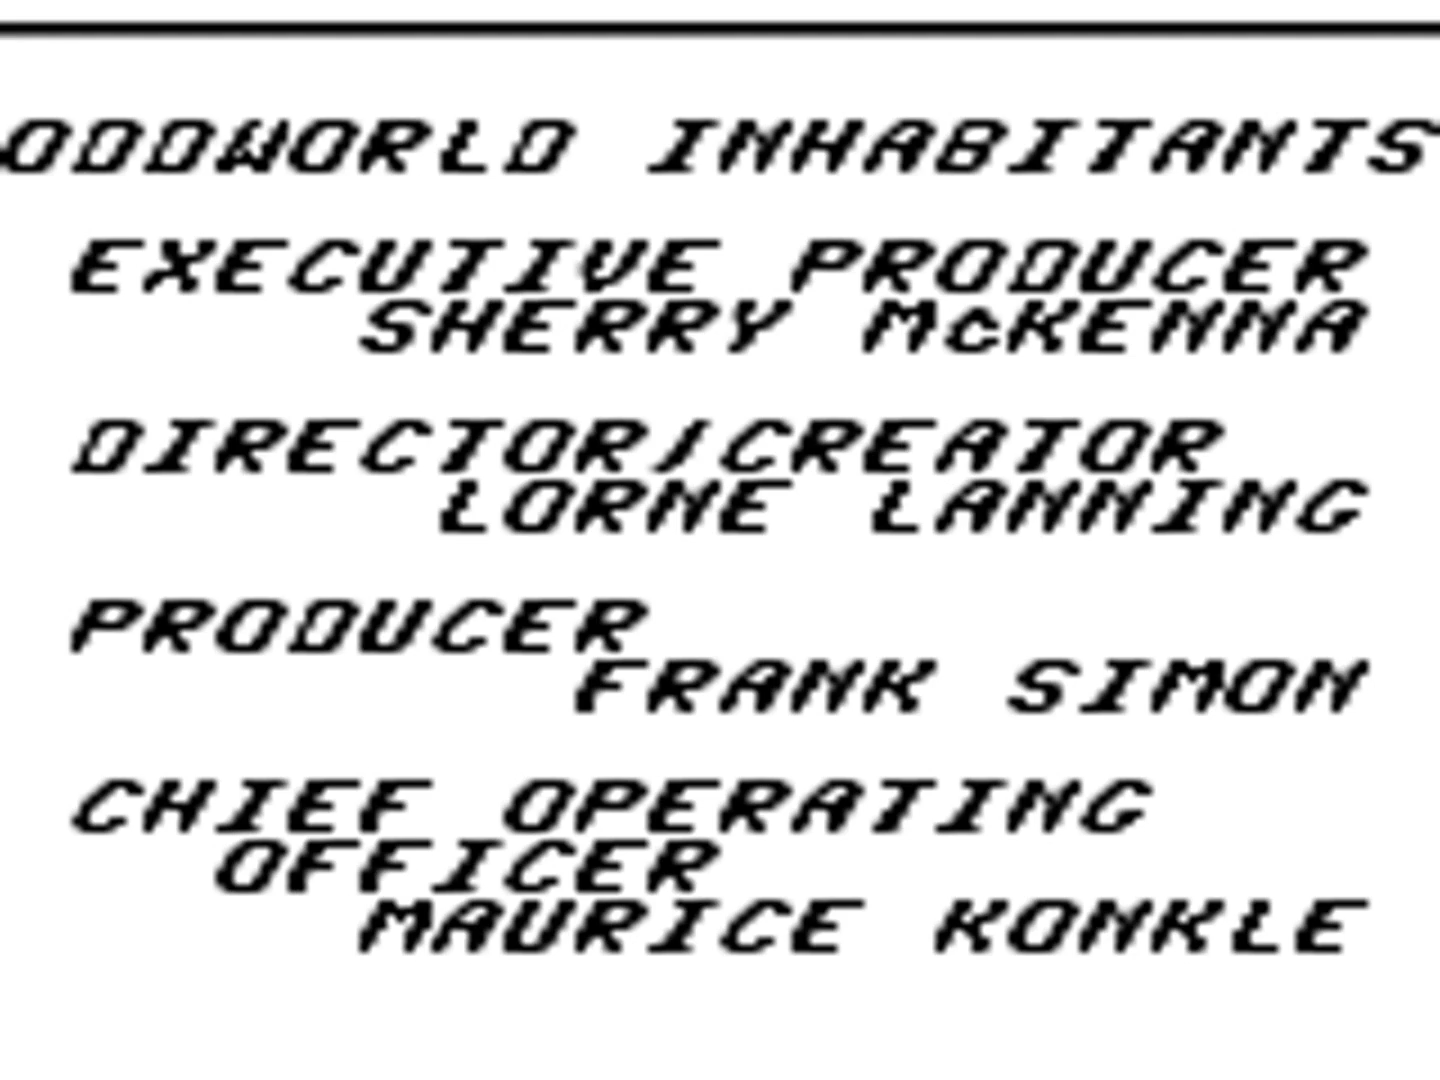 ODDWORLD INHABITANTS
EXECUTIVE PRODUCER
SHERRY McKENNA
DIRECTOR/CREATOR
LORNE LANNING
PRODUCER
FRANK SIMON
CHIEF OPERATING
OFFICER
MAURICE KONKLE